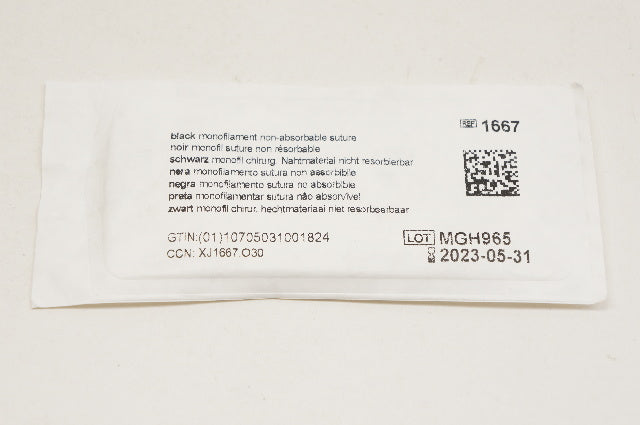 black monofilament non-absorbable suture
noir monofil suture non résorbable
schwarz monofil chirurg. Nahtmaterial nicht resorbierbar
nera monofilamento sutura non assorbibile
negra monofilamento sutura no absorbible
preta monofilamentar sutura não absorvível
zwart monofil chirur. hechtmateriaal niet resorbeerbaar
GTIN:(01)10705031001824
CCN: XJ1667.O30
REF 1667
LOT MGH965
2023-05-31